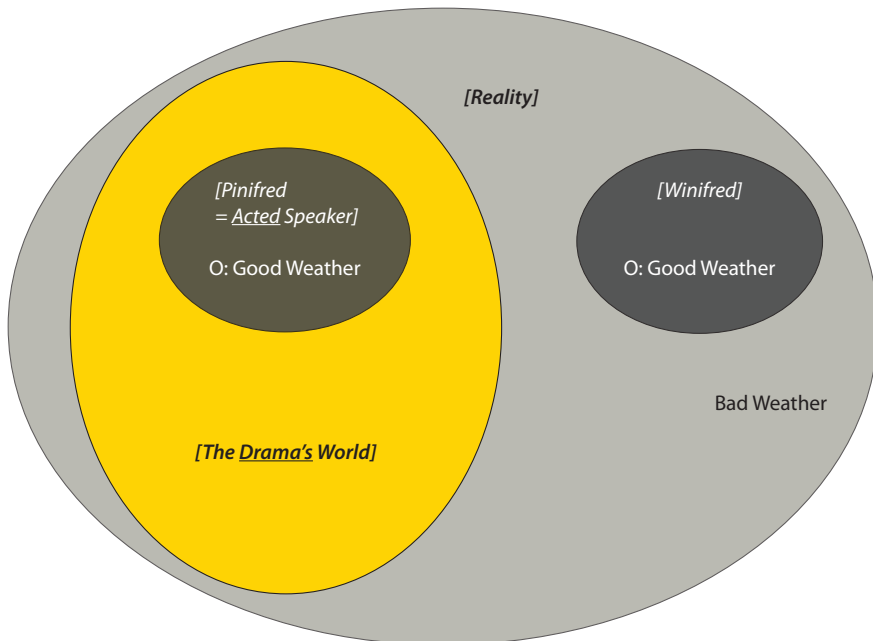 [Reality]
[Pinifred
= Acted Speaker]
O: Good Weather
[Winifred]
O: Good Weather
Bad Weather
[The Drama's World]